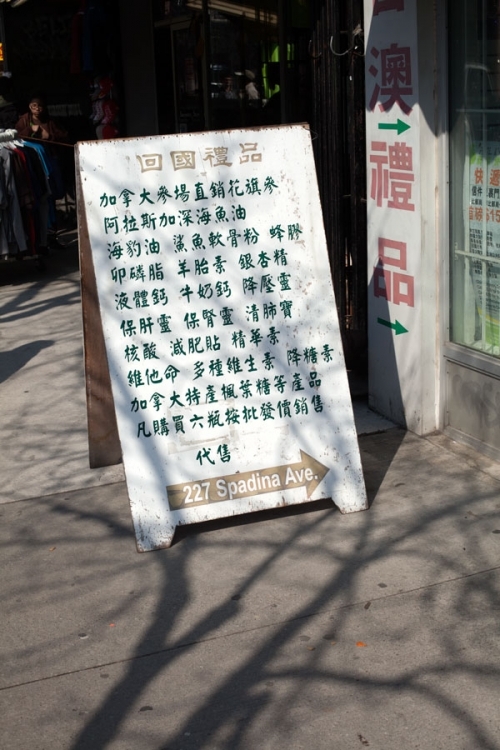 回國禮品
加拿大參場直銷花旗參
阿拉斯加深海魚油
海豹油 鯊魚軟骨粉 蜂膠
卵磷脂 羊胎素 銀杏精
液體鈣 牛奶鈣 降壓靈
保肝靈 保腎靈 清肺寶
核酸 減肥貼 精華素
維他命 多種維生素 降糖素
加拿大特產楓葉糖等產品
凡購買六瓶按批發價銷售
代售
227 Spadina Ave.
澳
禮
品